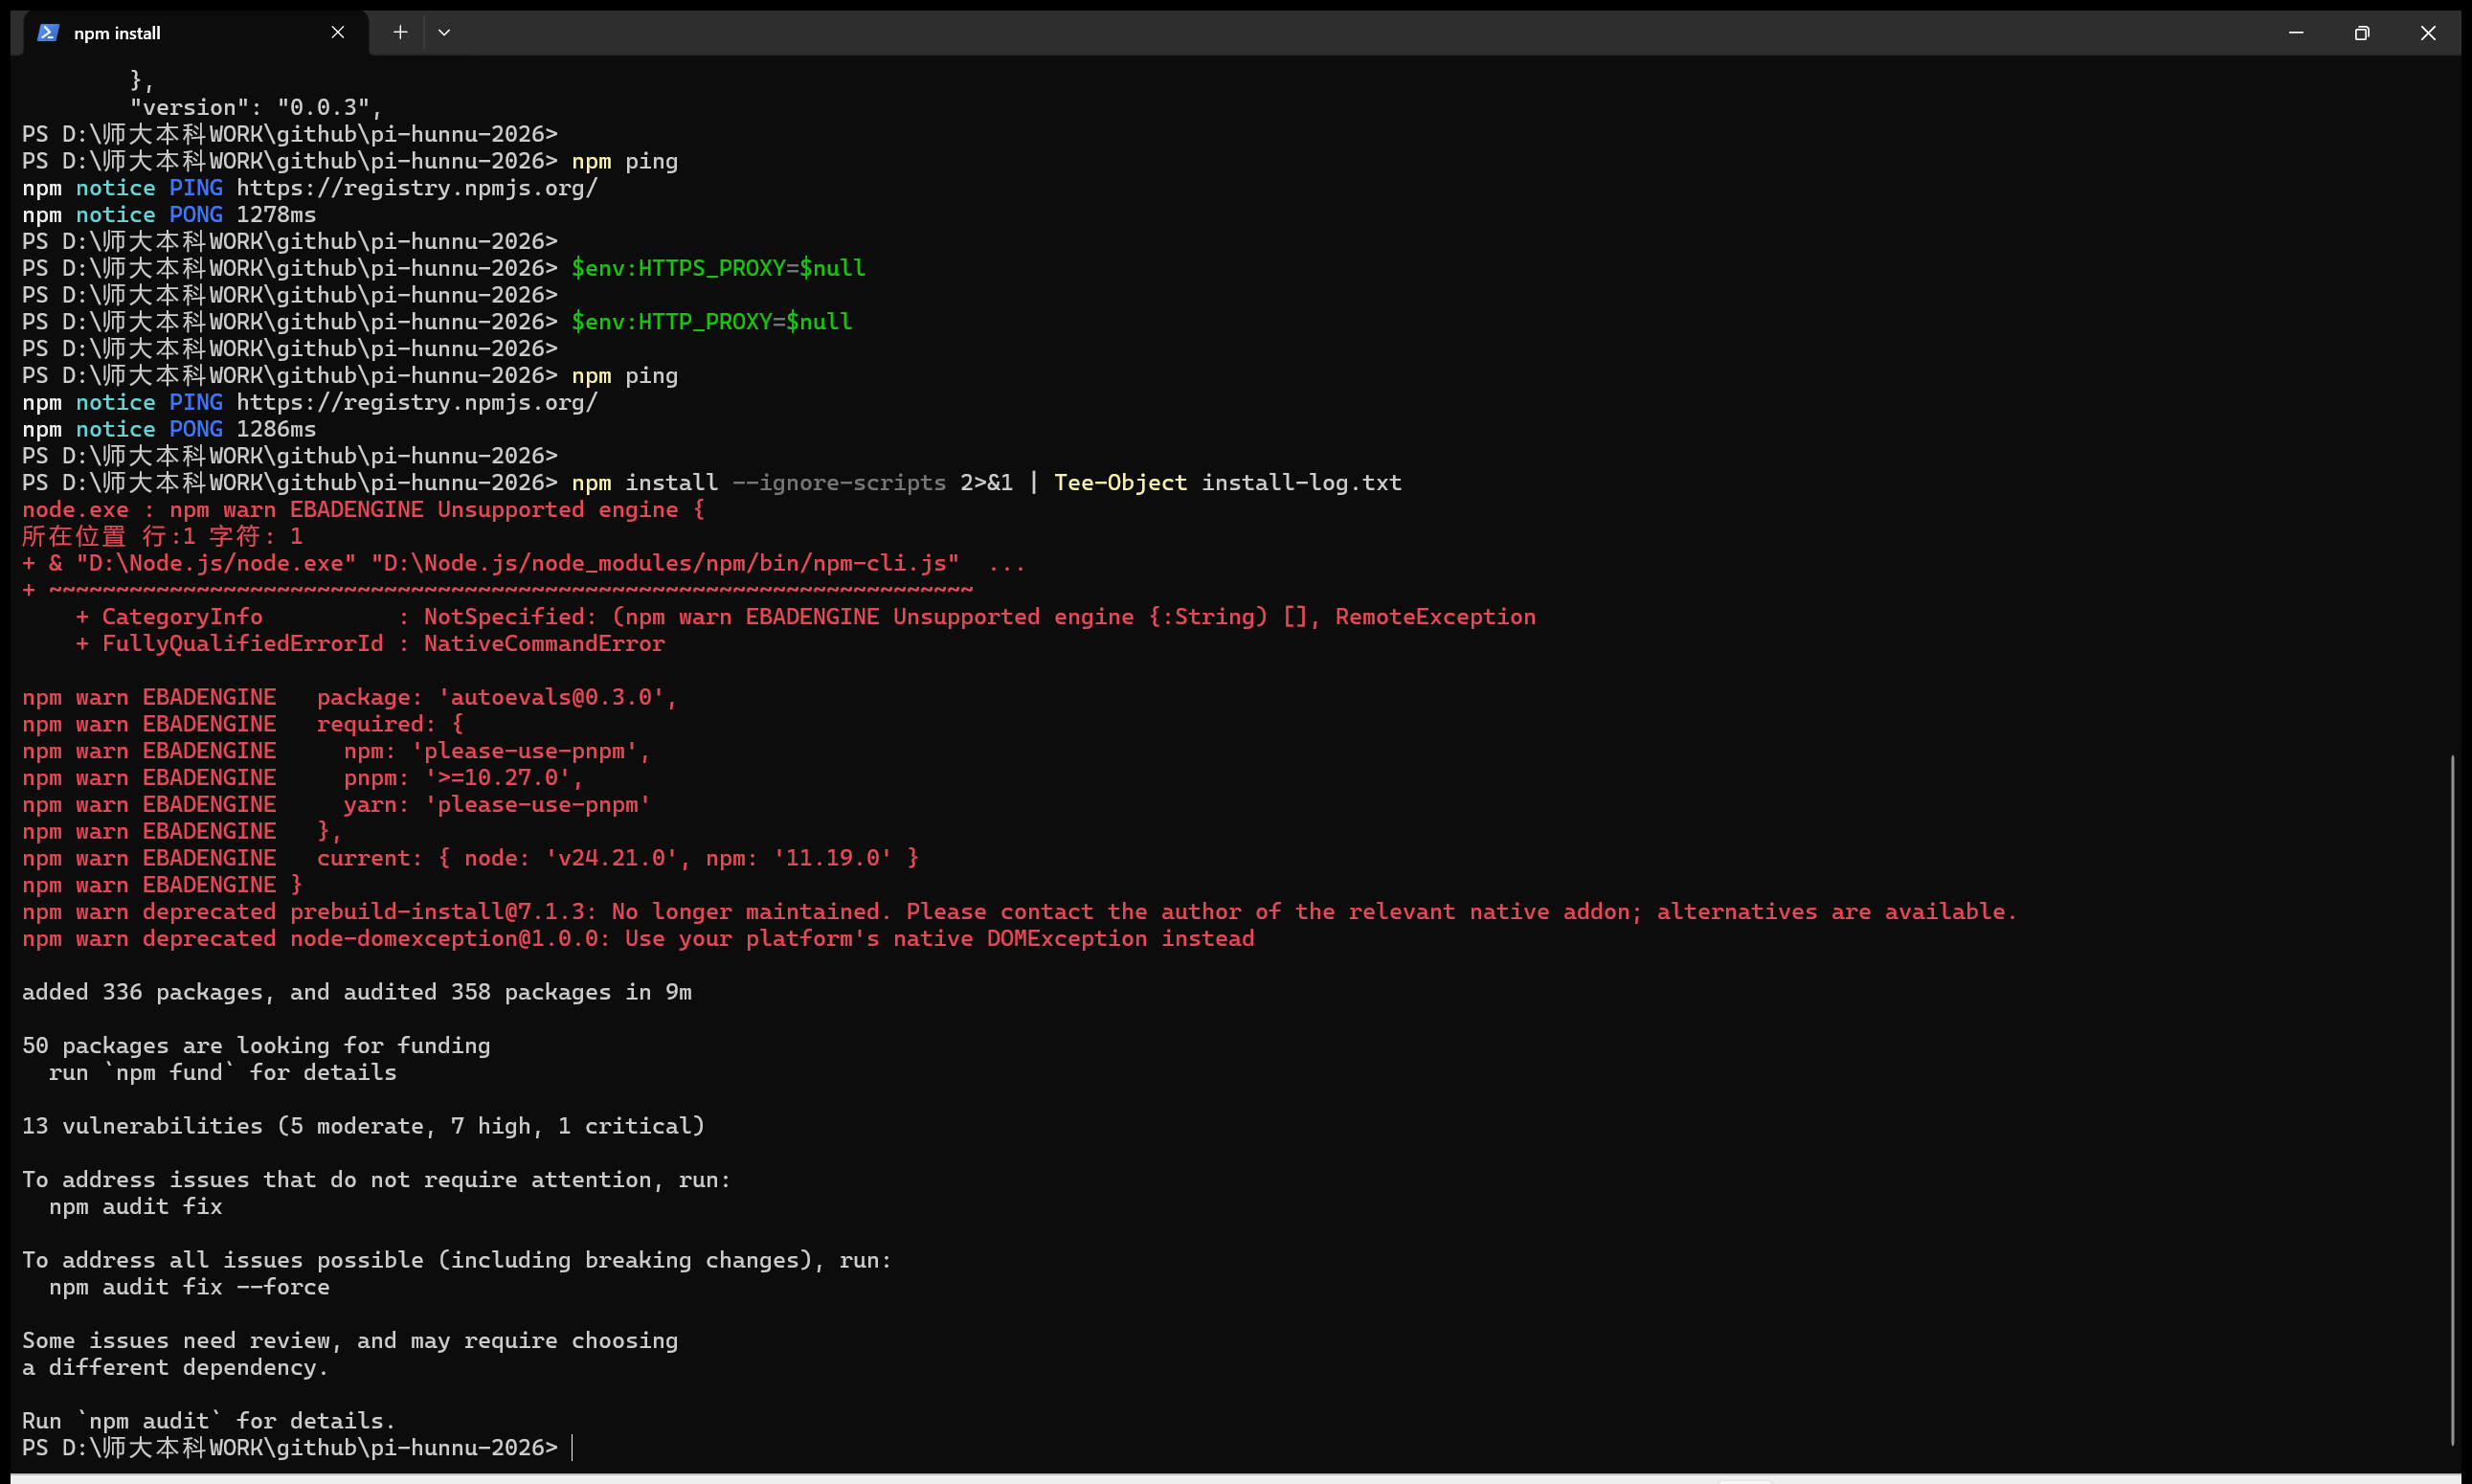 npm install
},
"version": "0.0.3",
PS D:\师大本科WORK\github\pi-hunnu-2026>
PS D:\师大本科WORK\github\pi-hunnu-2026> npm ping
npm notice PING https://registry.npmjs.org/
npm notice PONG 1278ms
PS D:\师大本科WORK\github\pi-hunnu-2026>
PS D:\师大本科WORK\github\pi-hunnu-2026> $env:HTTPS_PROXY=$null
PS D:\师大本科WORK\github\pi-hunnu-2026>
PS D:\师大本科WORK\github\pi-hunnu-2026> $env:HTTP_PROXY=$null
PS D:\师大本科WORK\github\pi-hunnu-2026>
PS D:\师大本科WORK\github\pi-hunnu-2026> npm ping
npm notice PING https://registry.npmjs.org/
npm notice PONG 1286ms
PS D:\师大本科WORK\github\pi-hunnu-2026>
PS D:\师大本科WORK\github\pi-hunnu-2026> npm install --ignore-scripts 2>&1 | Tee-Object install-log.txt
node.exe : npm warn EBADENGINE Unsupported engine {
所在位置 行:1 字符: 1
+ & "D:\Node.js/node.exe" "D:\Node.js/node_modules/npm/bin/npm-cli.js"  ...
+ ~~~~~~~~~~~~~~~~~~~~~~~~~~~~~~~~~~~~~~~~~~~~~~~~~~~~~~~~~~~~~~~~~~~~~
    + CategoryInfo          : NotSpecified: (npm warn EBADENGINE Unsupported engine {:String) [], RemoteException
    + FullyQualifiedErrorId : NativeCommandError
npm warn EBADENGINE   package: 'autoevals@0.3.0',
npm warn EBADENGINE   required: {
npm warn EBADENGINE     npm: 'please-use-pnpm',
npm warn EBADENGINE     pnpm: '>=10.27.0',
npm warn EBADENGINE     yarn: 'please-use-pnpm'
npm warn EBADENGINE   },
npm warn EBADENGINE   current: { node: 'v24.21.0', npm: '11.19.0' }
npm warn EBADENGINE }
npm warn deprecated prebuild-install@7.1.3: No longer maintained. Please contact the author of the relevant native addon; alternatives are available.
npm warn deprecated node-domexception@1.0.0: Use your platform's native DOMException instead
added 336 packages, and audited 358 packages in 9m
50 packages are looking for funding
  run `npm fund` for details
13 vulnerabilities (5 moderate, 7 high, 1 critical)
To address issues that do not require attention, run:
  npm audit fix
To address all issues possible (including breaking changes), run:
  npm audit fix --force
Some issues need review, and may require choosing
a different dependency.
Run `npm audit` for details.
PS D:\师大本科WORK\github\pi-hunnu-2026>